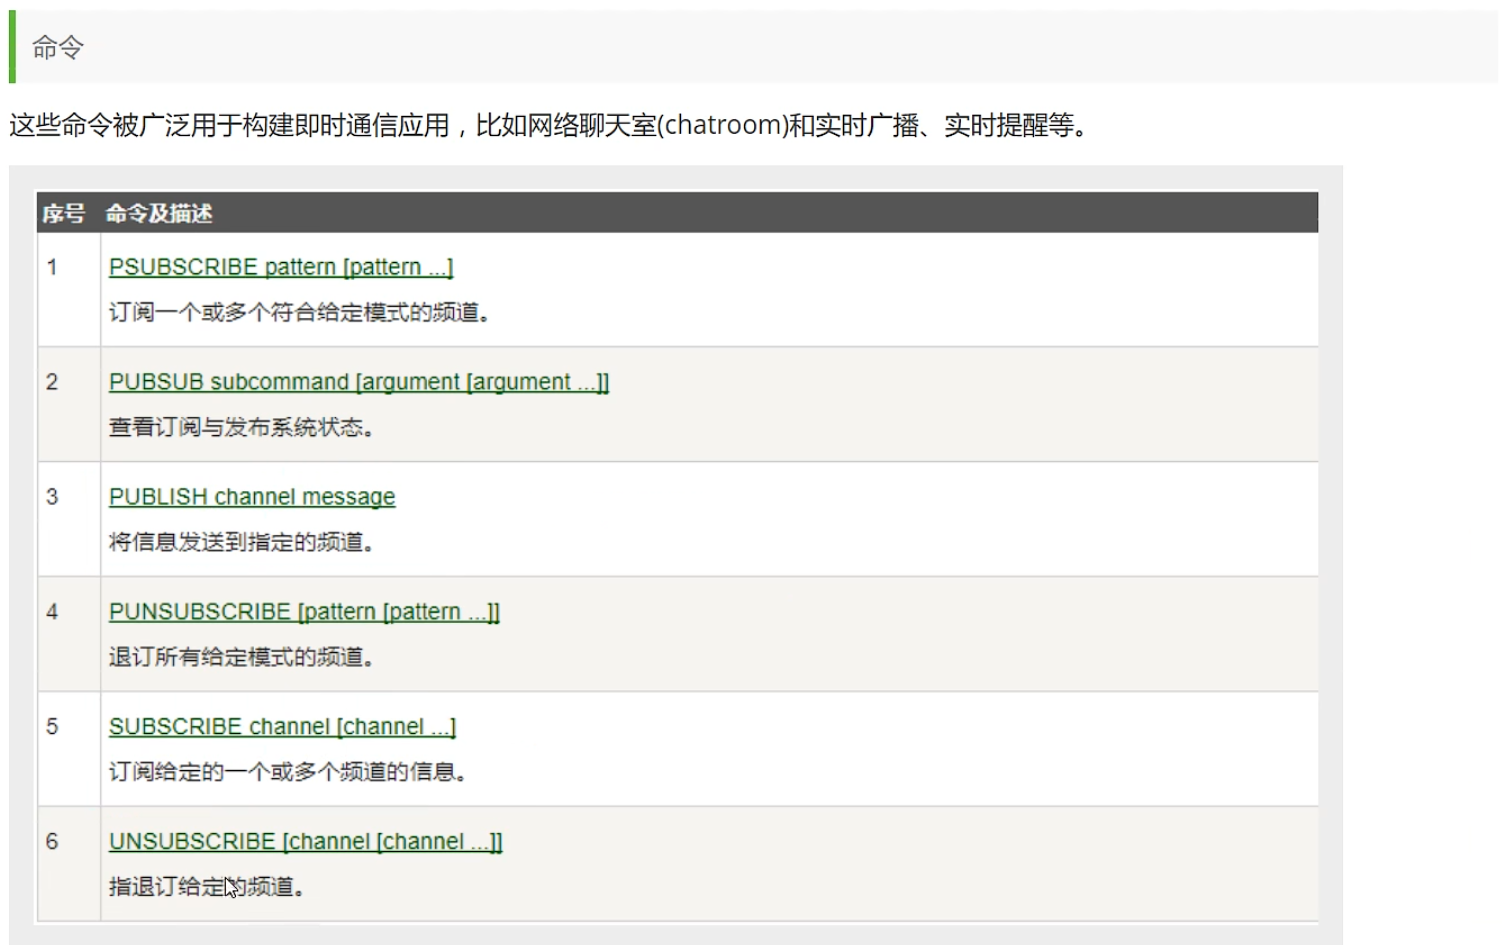 命令
这些命令被广泛用于构建即时通信应用，比如网络聊天室(chatroom)和实时广播、实时提醒等。
序号 命令及描述
1 PSUBSCRIBE pattern [pattern ...]
订阅一个或多个符合给定模式的频道。
2 PUBSUB subcommand [argument [argument ...]]
查看订阅与发布系统状态。
3 PUBLISH channel message
将信息发送到指定的频道。
4 PUNSUBSCRIBE [pattern [pattern ...]]
退订所有给定模式的频道。
5 SUBSCRIBE channel [channel ...]
订阅给定的一个或多个频道的信息。
6 UNSUBSCRIBE [channel [channel ...]]
指退订给定的频道。